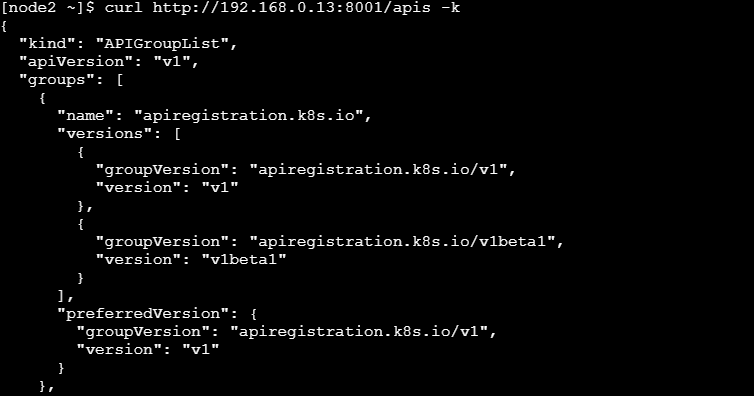 [node2 ~]$ curl http://192.168.0.13:8001/apis -k
{
  "kind": "APIGroupList",
  "apiVersion": "v1",
  "groups": [
    {
      "name": "apiregistration.k8s.io",
      "versions": [
        {
          "groupVersion": "apiregistration.k8s.io/v1",
          "version": "v1"
        },
        {
          "groupVersion": "apiregistration.k8s.io/v1beta1",
          "version": "v1beta1"
        }
      ],
      "preferredVersion": {
        "groupVersion": "apiregistration.k8s.io/v1",
        "version": "v1"
      }
    },